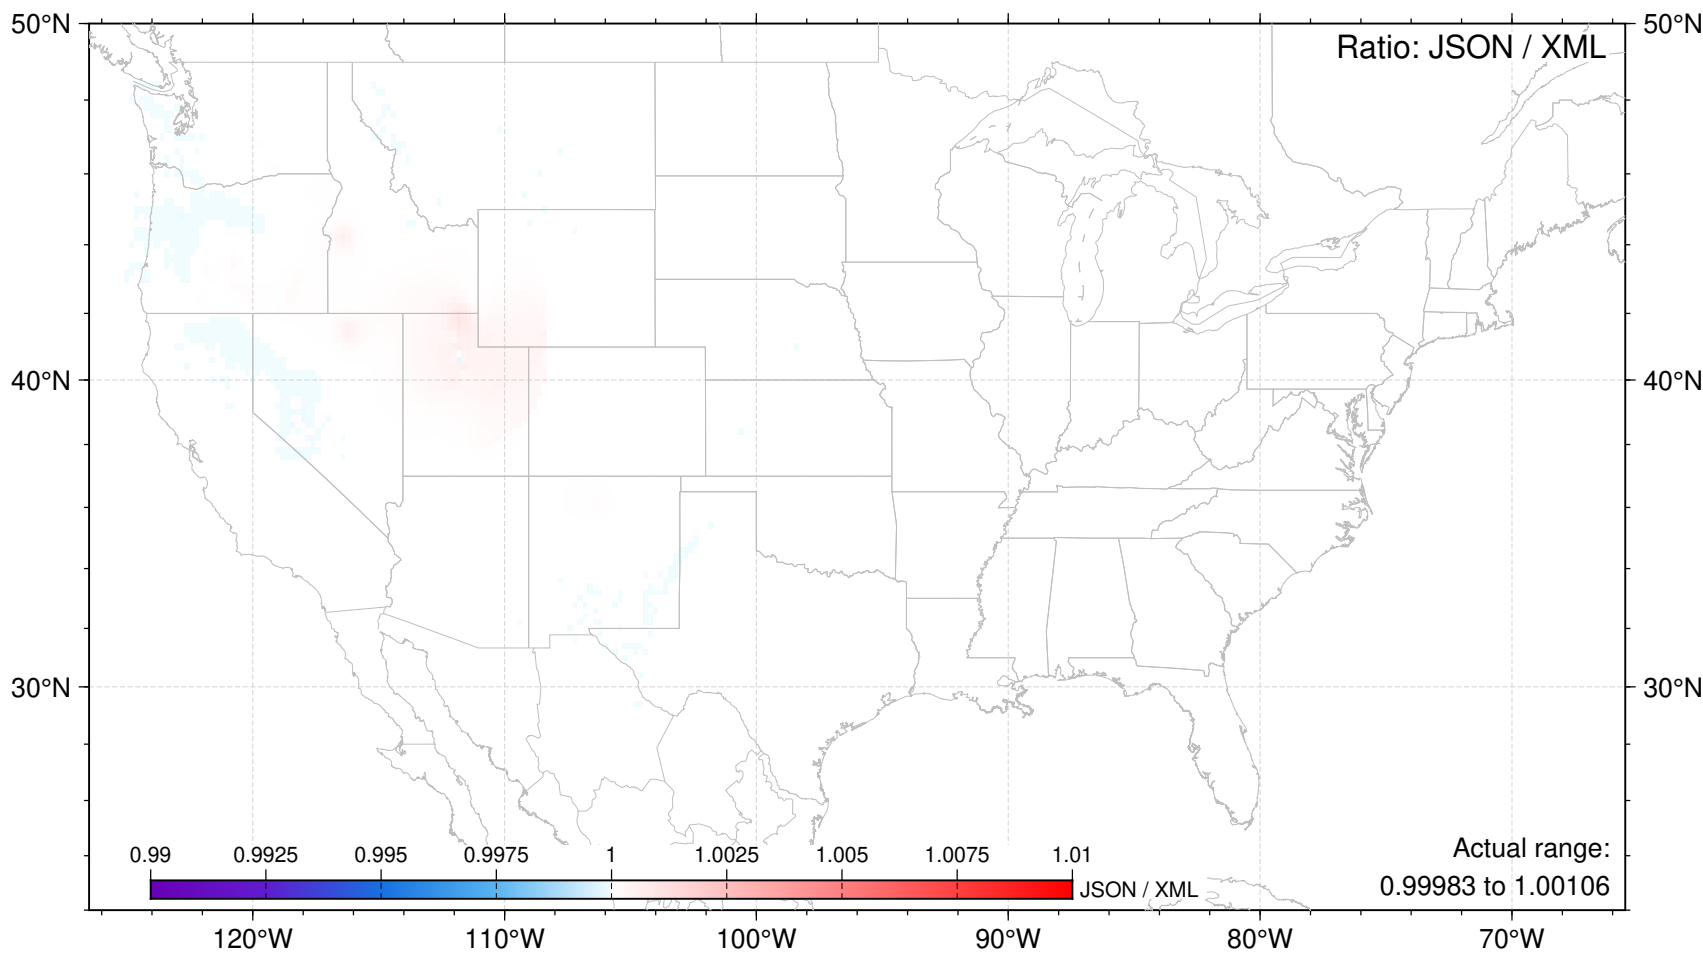 50°N
50°N
Ratio: JSON / XML
40°N
40°N
30°N
30°N
0.99 0.9925 0.995 0.9975 1 1.0025 1.005 1.0075 1.01
JSON / XML
Actual range:
0.99983 to 1.00106
120°W 110°W 100°W 90°W 80°W 70°W